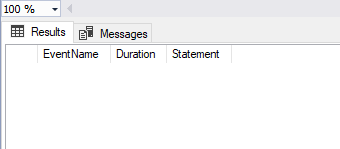 100 %
Results Messages
EventName Duration Statement